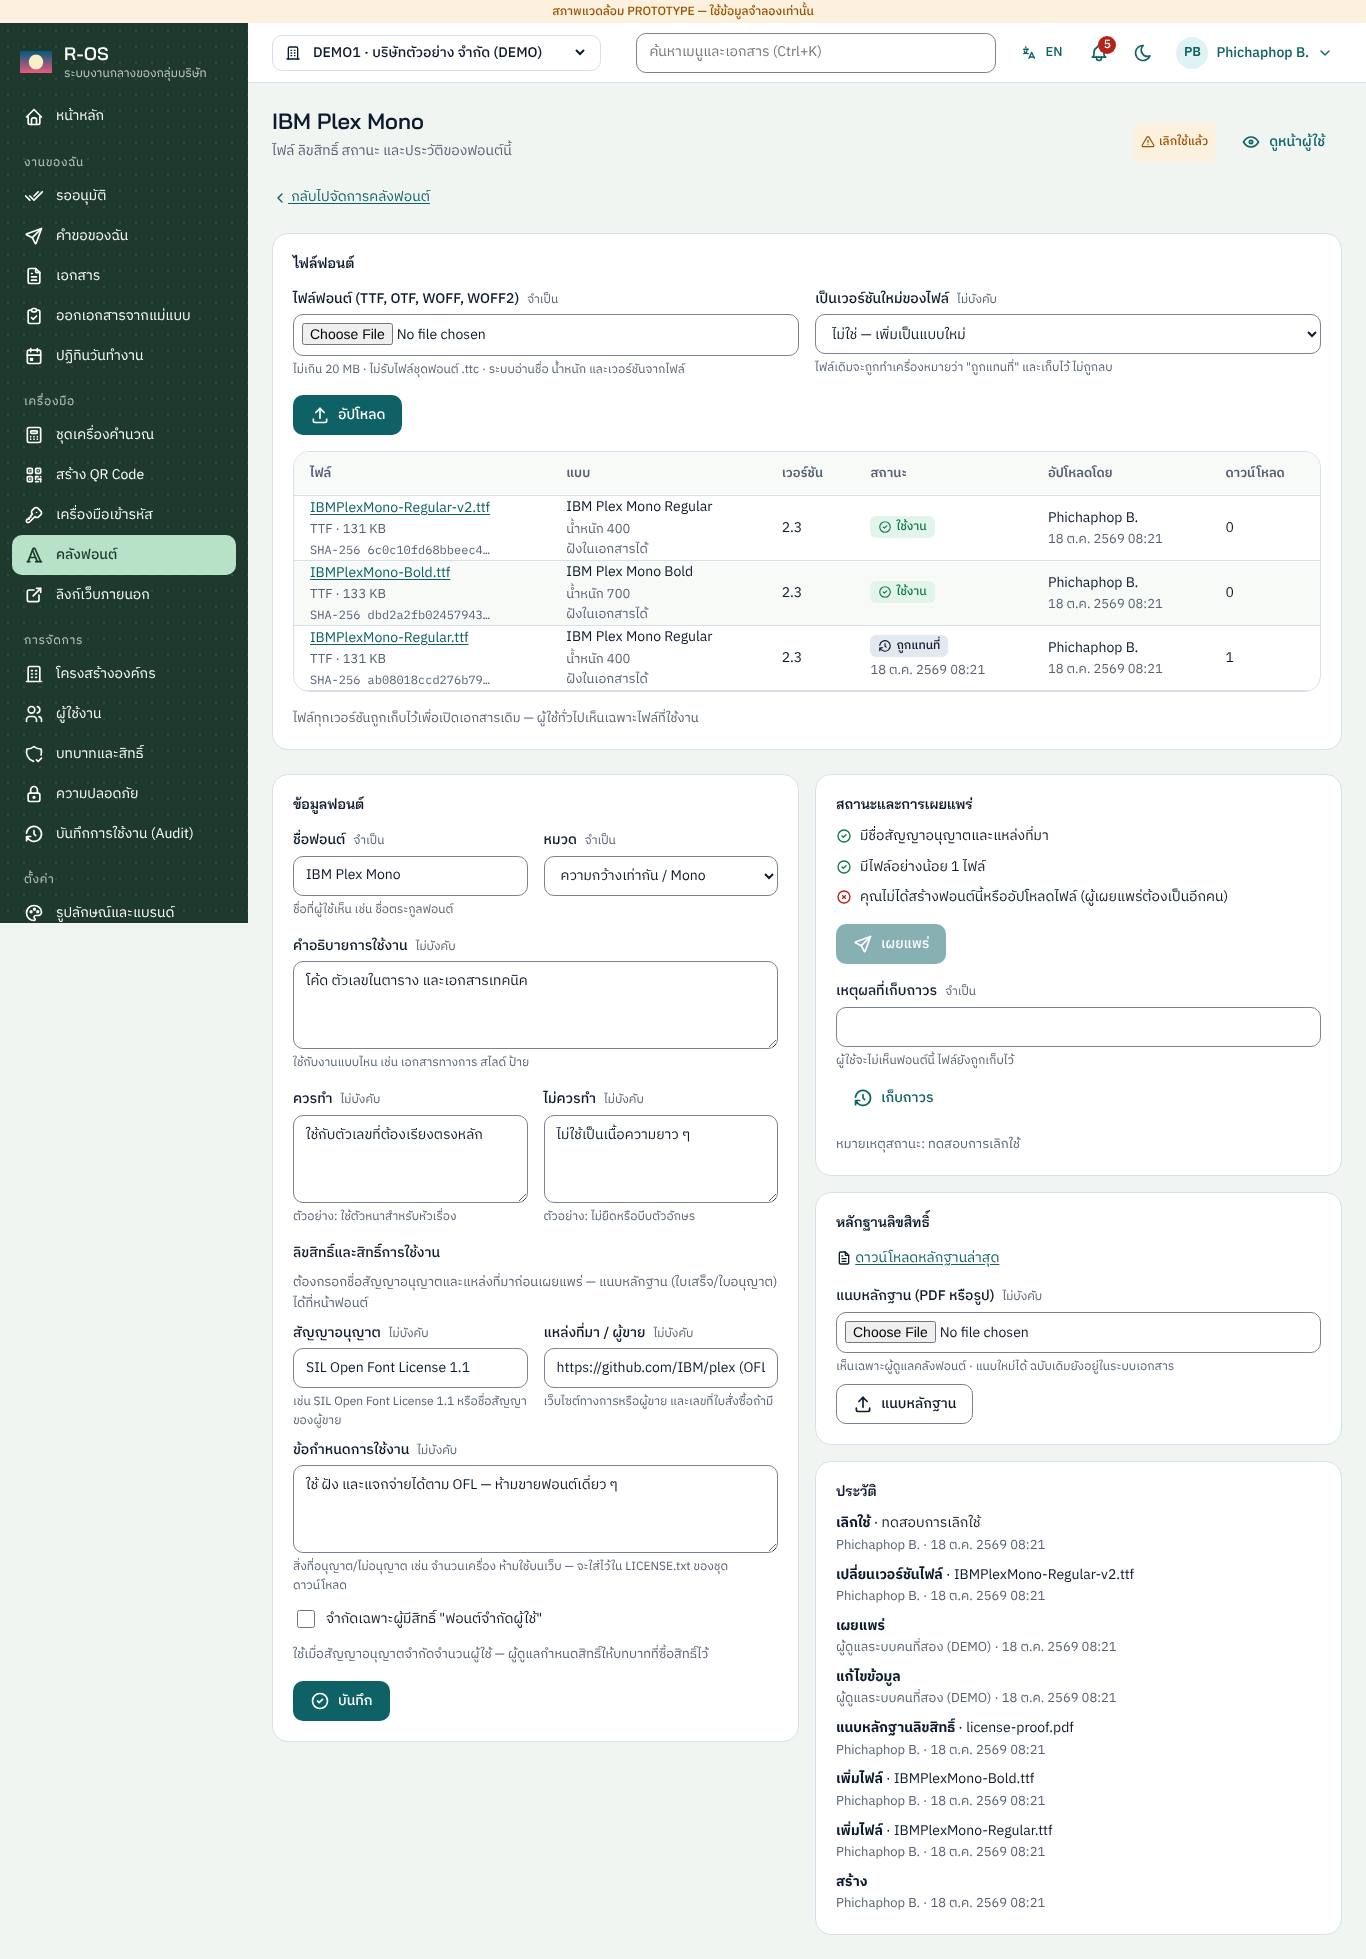 สภาพแวดล้อม PROTOTYPE — ใช้ข้อมูลจำลองเท่านั้น
R-OS
ระบบงานกลางของกลุ่มบริษัท
DEMO1 · บริษัทตัวอย่าง จำกัด (DEMO)
ค้นหาเมนูและเอกสาร (Ctrl+K)
EN
5
PB
Phichaphop B.
หน้าหลัก
งานของฉัน
รออนุมัติ
คำขอของฉัน
เอกสาร
ออกเอกสารจากแม่แบบ
ปฏิทินวันทำงาน
เครื่องมือ
ชุดเครื่องคำนวณ
สร้าง QR Code
เครื่องมือเข้ารหัส
คลังฟอนต์
ลิงก์เว็บภายนอก
การจัดการ
โครงสร้างองค์กร
ผู้ใช้งาน
บทบาทและสิทธิ์
ความปลอดภัย
บันทึกการใช้งาน (Audit)
ตั้งค่า
รูปลักษณ์และแบรนด์
IBM Plex Mono
ไฟล์ ลิขสิทธิ์ สถานะ และประวัติของฟอนต์นี้
เลิกใช้แล้ว
ดูหน้าผู้ใช้
กลับไปจัดการคลังฟอนต์
ไฟล์ฟอนต์
ไฟล์ฟอนต์ (TTF, OTF, WOFF, WOFF2) จำเป็น
Choose File No file chosen
ไม่เกิน 20 MB · ไม่รับไฟล์ชุดฟอนต์ .ttc · ระบบอ่านชื่อ น้ำหนัก และเวอร์ชันจากไฟล์
เป็นเวอร์ชันใหม่ของไฟล์ ไม่บังคับ
ไม่ใช่ — เพิ่มเป็นแบบใหม่
ไฟล์เดิมจะถูกทำเครื่องหมายว่า "ถูกแทนที่" และเก็บไว้ ไม่ถูกลบ
อัปโหลด
ไฟล์ แบบ เวอร์ชัน สถานะ อัปโหลดโดย ดาวน์โหลด
IBMPlexMono-Regular-v2.ttf
TTF · 131 KB
SHA-256 6c0c10fd68bbeec4…
IBM Plex Mono Regular
น้ำหนัก 400
ฝังในเอกสารได้
2.3
ใช้งาน
Phichaphop B.
18 ต.ค. 2569 08:21
0
IBMPlexMono-Bold.ttf
TTF · 133 KB
SHA-256 dbd2a2fb02457943…
IBM Plex Mono Bold
น้ำหนัก 700
ฝังในเอกสารได้
2.3
ใช้งาน
Phichaphop B.
18 ต.ค. 2569 08:21
0
IBMPlexMono-Regular.ttf
TTF · 131 KB
SHA-256 ab08018ccd276b79…
IBM Plex Mono Regular
น้ำหนัก 400
ฝังในเอกสารได้
2.3
ถูกแทนที่
18 ต.ค. 2569 08:21
Phichaphop B.
18 ต.ค. 2569 08:21
1
ไฟล์ทุกเวอร์ชันถูกเก็บไว้เพื่อเปิดเอกสารเดิม — ผู้ใช้ทั่วไปเห็นเฉพาะไฟล์ที่ใช้งาน
ข้อมูลฟอนต์
ชื่อฟอนต์ จำเป็น
IBM Plex Mono
ชื่อที่ผู้ใช้เห็น เช่น ชื่อตระกูลฟอนต์
หมวด จำเป็น
ความกว้างเท่ากัน / Mono
คำอธิบายการใช้งาน ไม่บังคับ
โค้ด ตัวเลขในตาราง และเอกสารเทคนิค
ใช้กับงานแบบไหน เช่น เอกสารทางการ สไลด์ ป้าย
ควรทำ ไม่บังคับ
ใช้กับตัวเลขที่ต้องเรียงตรงหลัก
ตัวอย่าง: ใช้ตัวหนาสำหรับหัวเรื่อง
ไม่ควรทำ ไม่บังคับ
ไม่ใช้เป็นเนื้อความยาว ๆ
ตัวอย่าง: ไม่ยืดหรือบีบตัวอักษร
ลิขสิทธิ์และสิทธิ์การใช้งาน
ต้องกรอกชื่อสัญญาอนุญาตและแหล่งที่มาก่อนเผยแพร่ — แนบหลักฐาน (ใบเสร็จ/ใบอนุญาต)
ได้ที่หน้าฟอนต์
สัญญาอนุญาต ไม่บังคับ
SIL Open Font License 1.1
เช่น SIL Open Font License 1.1 หรือชื่อสัญญา
ของผู้ขาย
แหล่งที่มา / ผู้ขาย ไม่บังคับ
https://github.com/IBM/plex (OFL
เว็บไซต์ทางการหรือผู้ขาย และเลขที่ใบสั่งซื้อถ้ามี
ข้อกำหนดการใช้งาน ไม่บังคับ
ใช้ ฝัง และแจกจ่ายได้ตาม OFL — ห้ามขายฟอนต์เดี่ยว ๆ
สิ่งที่อนุญาต/ไม่อนุญาต เช่น จำนวนเครื่อง ห้ามใช้บนเว็บ — จะใส่ไว้ใน LICENSE.txt ของชุด
ดาวน์โหลด
จำกัดเฉพาะผู้มีสิทธิ์ "ฟอนต์จำกัดผู้ใช้"
ใช้เมื่อสัญญาอนุญาตจำกัดจำนวนผู้ใช้ — ผู้ดูแลกำหนดสิทธิ์ให้บทบาทที่ซื้อสิทธิ์ไว้
บันทึก
สถานะและการเผยแพร่
มีชื่อสัญญาอนุญาตและแหล่งที่มา
มีไฟล์อย่างน้อย 1 ไฟล์
คุณไม่ได้สร้างฟอนต์นี้หรืออัปโหลดไฟล์ (ผู้เผยแพร่ต้องเป็นอีกคน)
เผยแพร่
เหตุผลที่เก็บถาวร จำเป็น
ผู้ใช้จะไม่เห็นฟอนต์นี้ ไฟล์ยังถูกเก็บไว้
เก็บถาวร
หมายเหตุสถานะ: ทดสอบการเลิกใช้
หลักฐานลิขสิทธิ์
ดาวน์โหลดหลักฐานล่าสุด
แนบหลักฐาน (PDF หรือรูป) ไม่บังคับ
Choose File No file chosen
เห็นเฉพาะผู้ดูแลคลังฟอนต์ · แนบใหม่ได้ ฉบับเดิมยังอยู่ในระบบเอกสาร
แนบหลักฐาน
ประวัติ
เลิกใช้ · ทดสอบการเลิกใช้
Phichaphop B. · 18 ต.ค. 2569 08:21
เปลี่ยนเวอร์ชันไฟล์ · IBMPlexMono-Regular-v2.ttf
Phichaphop B. · 18 ต.ค. 2569 08:21
เผยแพร่
ผู้ดูแลระบบคนที่สอง (DEMO) · 18 ต.ค. 2569 08:21
แก้ไขข้อมูล
ผู้ดูแลระบบคนที่สอง (DEMO) · 18 ต.ค. 2569 08:21
แนบหลักฐานลิขสิทธิ์ · license-proof.pdf
Phichaphop B. · 18 ต.ค. 2569 08:21
เพิ่มไฟล์ · IBMPlexMono-Bold.ttf
Phichaphop B. · 18 ต.ค. 2569 08:21
เพิ่มไฟล์ · IBMPlexMono-Regular.ttf
Phichaphop B. · 18 ต.ค. 2569 08:21
สร้าง
Phichaphop B. · 18 ต.ค. 2569 08:21